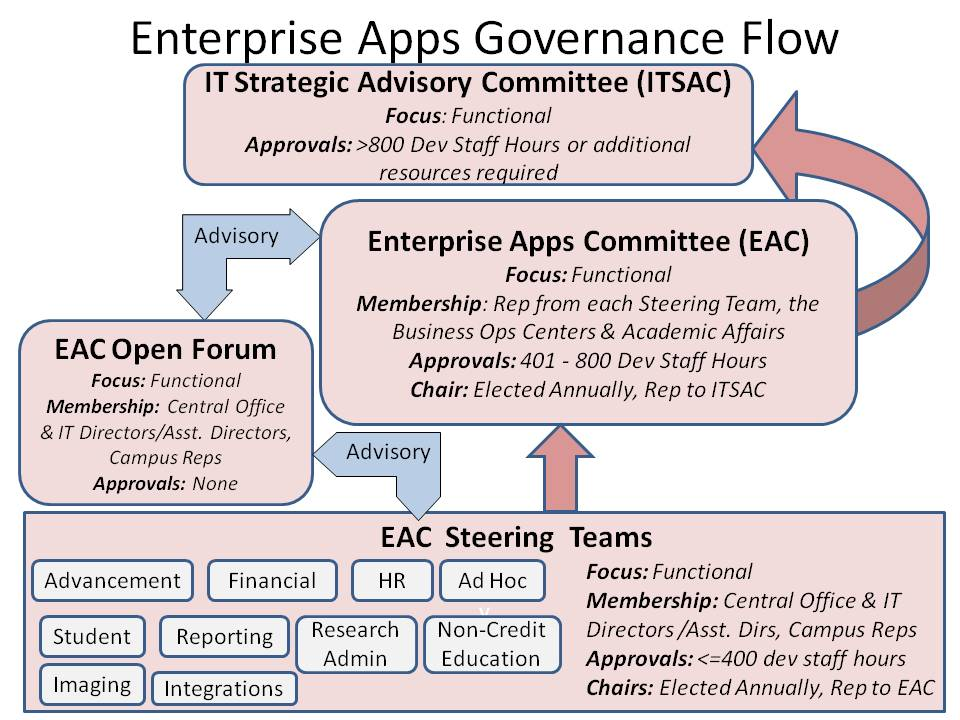 Enterprise Apps Governance Flow
IT Strategic Advisory Committee (ITSAC)
Focus: Functional
Approvals: >800 Dev Staff Hours or additional
resources required
Advisory
Enterprise Apps Committee (EAC)
Focus: Functional
Membership: Rep from each Steering Team, the
Business Ops Centers & Academic Affairs
Approvals: 401 - 800 Dev Staff Hours
Chair: Elected Annually, Rep to ITSAC
EAC Open Forum
Focus: Functional
Membership: Central Office
& IT Directors/Asst. Directors,
Campus Reps
Approvals: None
Advisory
EAC Steering Teams
Advancement
Financial
HR
Ad Hoc
y
Student
Reporting
Research
Admin
Non-Credit
Education
Imaging
Integrations
Focus: Functional
Membership: Central Office & IT
Directors /Asst. Dirs, Campus Reps
Approvals: <=400 dev staff hours
Chairs: Elected Annually, Rep to EAC